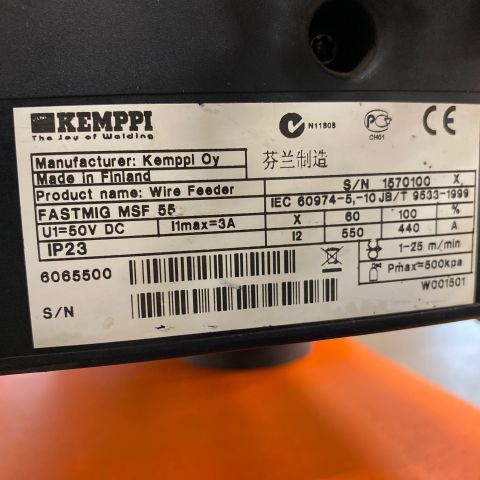 KEMPPI
The Joy of Welding
N11808
CH01
CE
Manufacturer: Kemppi Oy
芬兰制造
Made in Finland
S/N 1570100 X
Product name: Wire Feeder
IEC 60974-5,-10 JB/T 9533-1999
FASTMIG MSF 55
X 60 100 %
U1=50V DC I1max=3A
I2 550 440 A
IP23
1-25 m/min
6065500
Pmax=500kpa
S/N
W001501